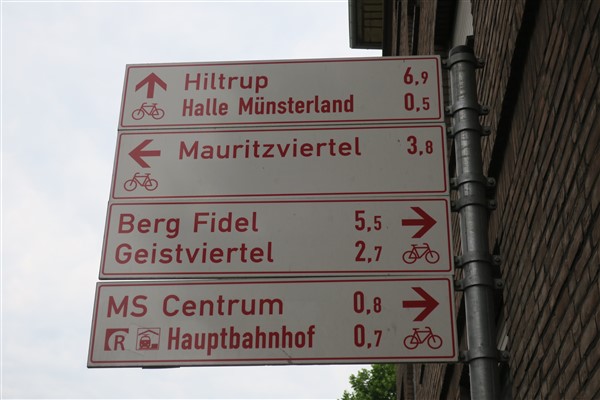 Hiltrup 6,9
Halle Münsterland 0,5
Mauritzviertel 3,8
Berg Fidel 5,5
Geistviertel 2,7
MS Centrum 0,8
R Hauptbahnhof 0,7